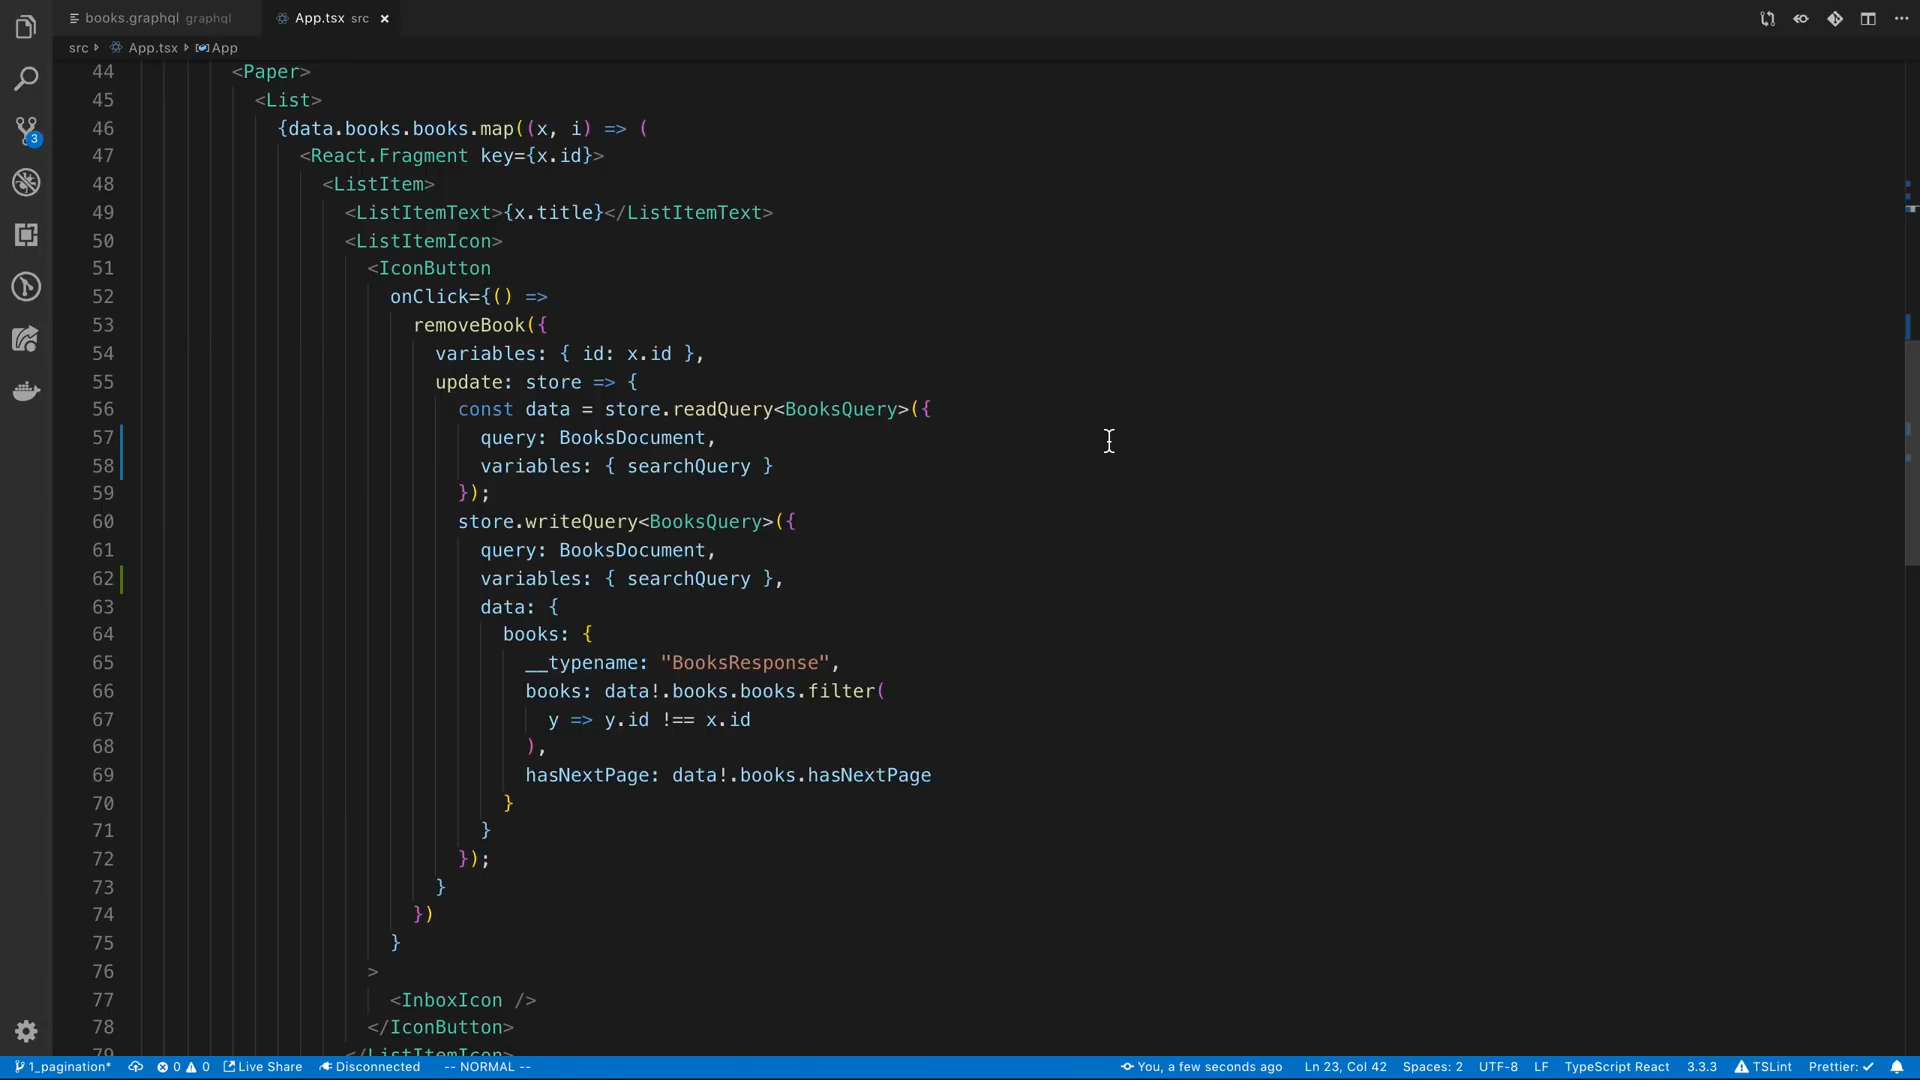 books.graphql graphql
App.tsx src
src App.tsx App
44 <Paper>
45 <List>
46 {data.books.books.map((x, i) => (
47 <React.Fragment key={x.id}>
48 <ListItem>
49 <ListItemText>{x.title}</ListItemText>
50 <ListItemIcon>
51 <IconButton
52 onClick={() =>
53 removeBook({
54 variables: { id: x.id },
55 update: store => {
56 const data = store.readQuery<BooksQuery>({
57 query: BooksDocument,
58 variables: { searchQuery }
59 });
60 store.writeQuery<BooksQuery>({
61 query: BooksDocument,
62 variables: { searchQuery },
63 data: {
64 books: {
65 __typename: "BooksResponse",
66 books: data!.books.books.filter(
67 y => y.id !== x.id
68 ),
69 hasNextPage: data!.books.hasNextPage
70 }
71 }
72 });
73 }
74 })
75 }
76 >
77 <InboxIcon />
78 </IconButton>
79 </ListItemIcon>
3
1_pagination* 0 0 Live Share Disconnected -- NORMAL -- You, a few seconds ago Ln 23, Col 42 Spaces: 2 UTF-8 LF TypeScript React 3.3.3 TSLint Prettier: ✓